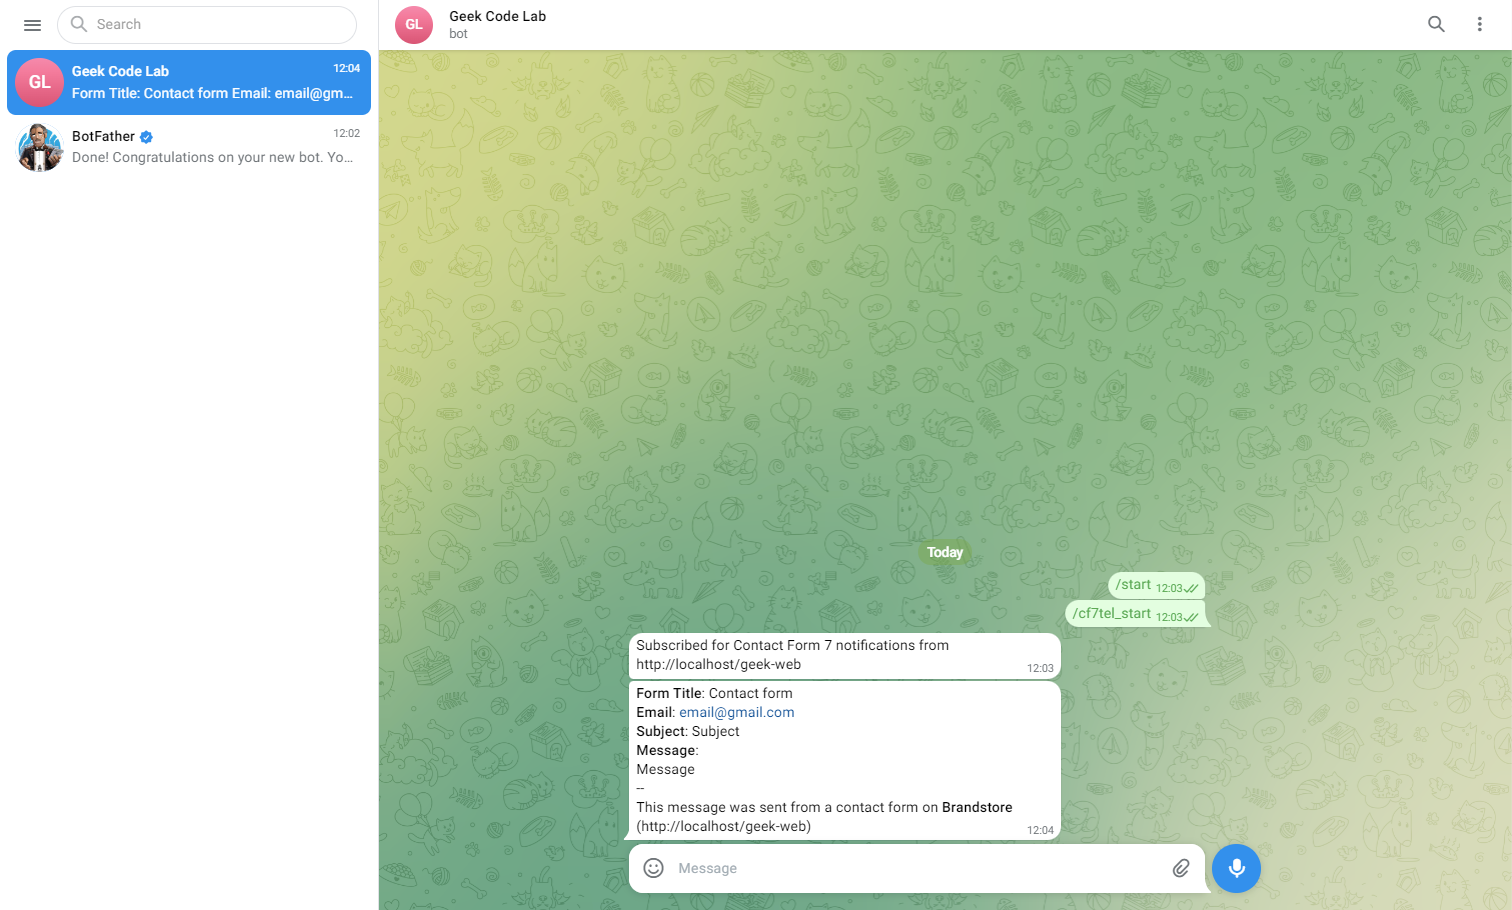 Search
GL
Geek Code Lab
12:04
Form Title: Contact form Email: email@gm...
BotFather
12:02
Done! Congratulations on your new bot. Yo...
GL
Geek Code Lab
bot
Today
/start 12:03
/cf7tel_start 12:03
Subscribed for Contact Form 7 notifications from
http://localhost/geek-web
12:03
Form Title: Contact form
Email: email@gmail.com
Subject: Subject
Message:
Message
--
This message was sent from a contact form on Brandstore
(http://localhost/geek-web)
12:04
Message